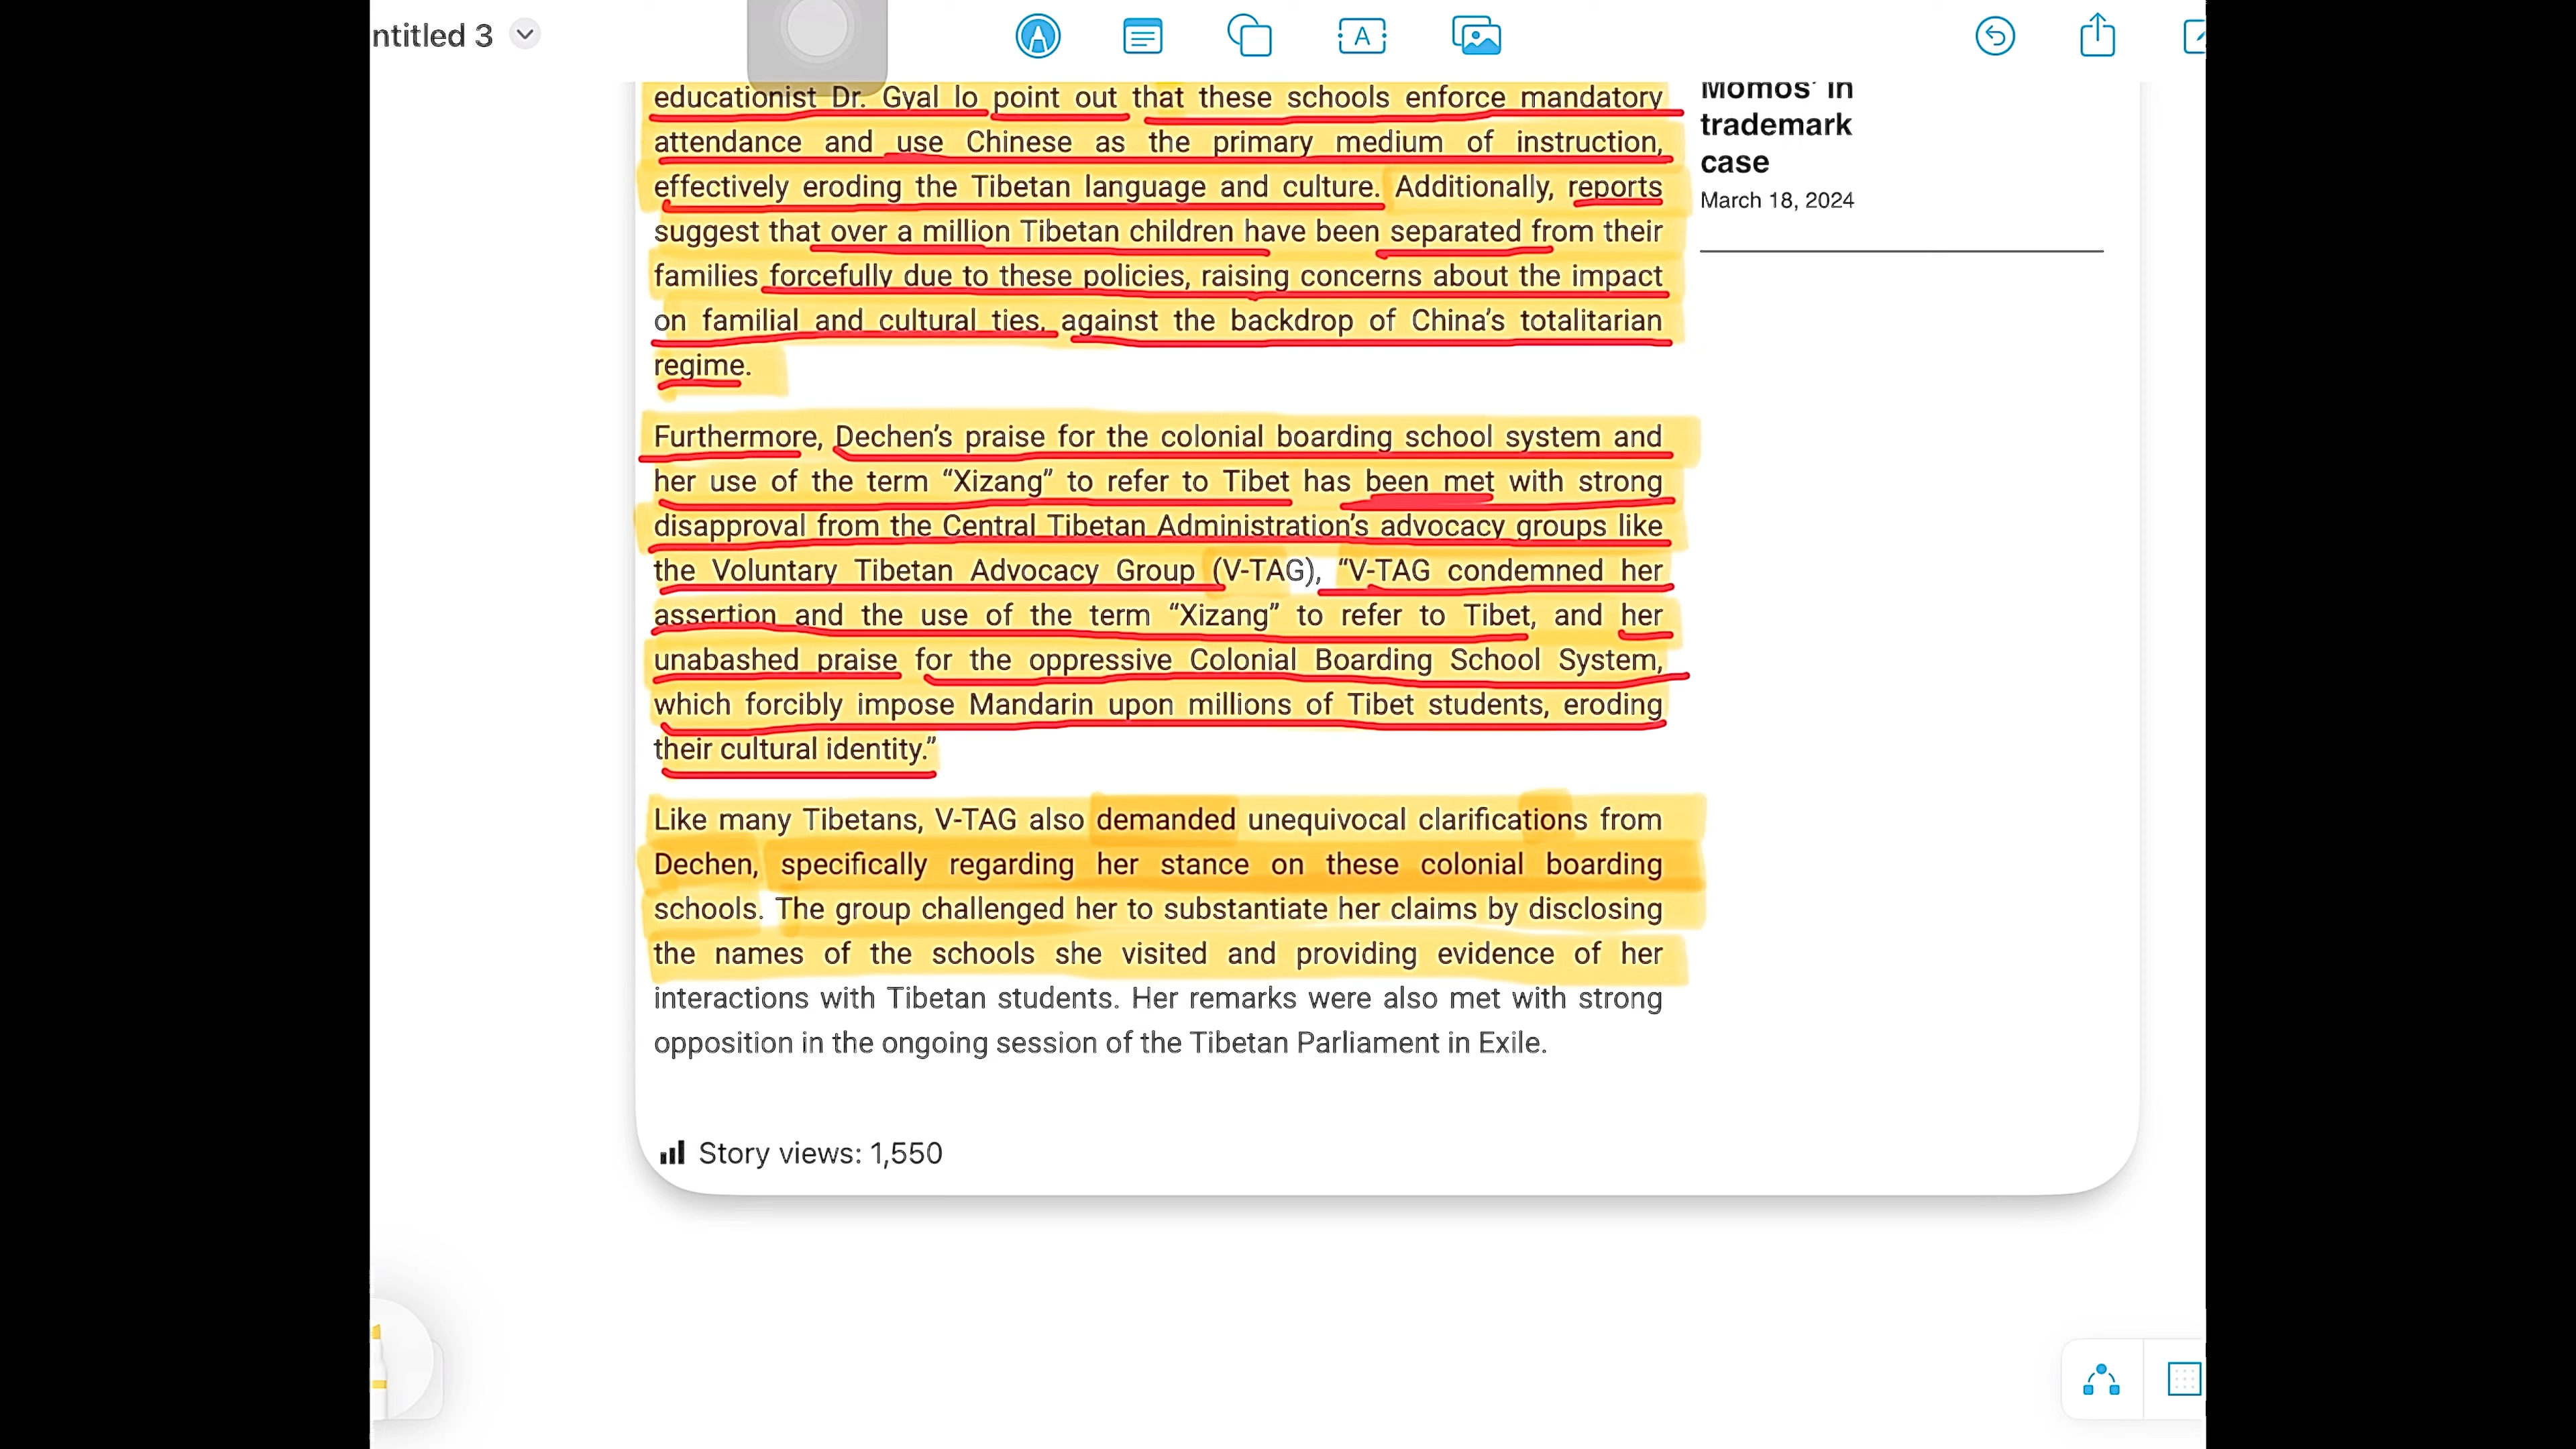 ntitled 3
educationist Dr. Gyal lo point out that these schools enforce mandatory
attendance and use Chinese as the primary medium of instruction,
effectively eroding the Tibetan language and culture. Additionally, reports
suggest that over a million Tibetan children have been separated from their
families forcefully due to these policies, raising concerns about the impact
on familial and cultural ties, against the backdrop of China’s totalitarian
regime.
Furthermore, Dechen’s praise for the colonial boarding school system and
her use of the term “Xizang” to refer to Tibet has been met with strong
disapproval from the Central Tibetan Administration’s advocacy groups like
the Voluntary Tibetan Advocacy Group (V-TAG), “V-TAG condemned her
assertion and the use of the term “Xizang” to refer to Tibet, and her
unabashed praise for the oppressive Colonial Boarding School System,
which forcibly impose Mandarin upon millions of Tibet students, eroding
their cultural identity.”
Like many Tibetans, V-TAG also demanded unequivocal clarifications from
Dechen, specifically regarding her stance on these colonial boarding
schools. The group challenged her to substantiate her claims by disclosing
the names of the schools she visited and providing evidence of her
interactions with Tibetan students. Her remarks were also met with strong
opposition in the ongoing session of the Tibetan Parliament in Exile.
Story views: 1,550
Momos’ in
trademark
case
March 18, 2024